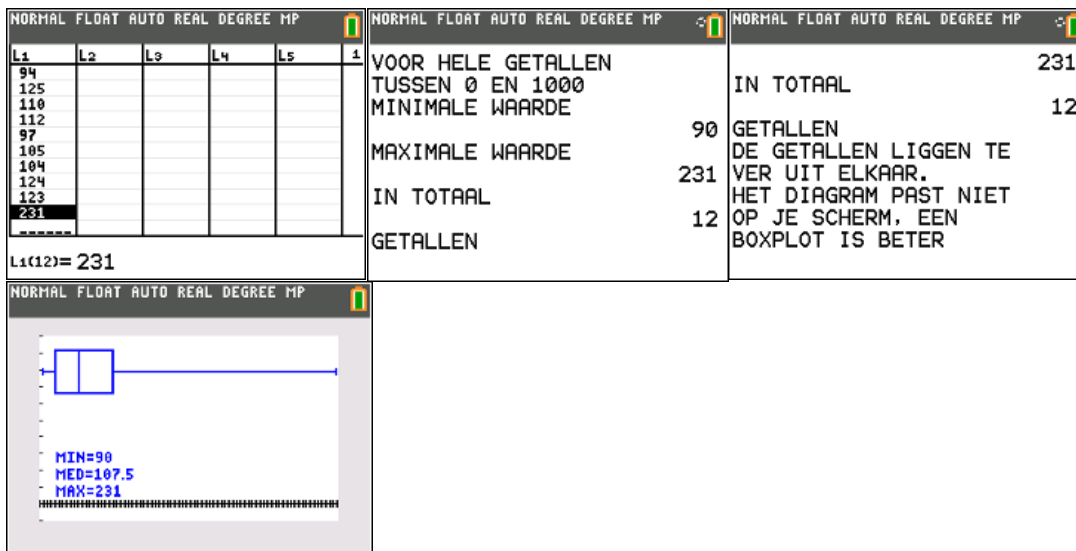 NORMAL FLOAT AUTO REAL DEGREE MP
L1 L2 L3 L4 L5 1
94
125
110
112
97
105
104
124
123
231
------
L1(12)= 231
NORMAL FLOAT AUTO REAL DEGREE MP
VOOR HELE GETALLEN
TUSSEN 0 EN 1000
MINIMALE WAARDE
90
MAXIMALE WAARDE
231
IN TOTAAL
12
GETALLEN
NORMAL FLOAT AUTO REAL DEGREE MP
231
IN TOTAAL
12
GETALLEN
DE GETALLEN LIGGEN TE
VER UIT ELKAAR.
HET DIAGRAM PAST NIET
OP JE SCHERM, EEN
BOXPLOT IS BETER
NORMAL FLOAT AUTO REAL DEGREE MP
MIN=90
MED=107.5
MAX=231